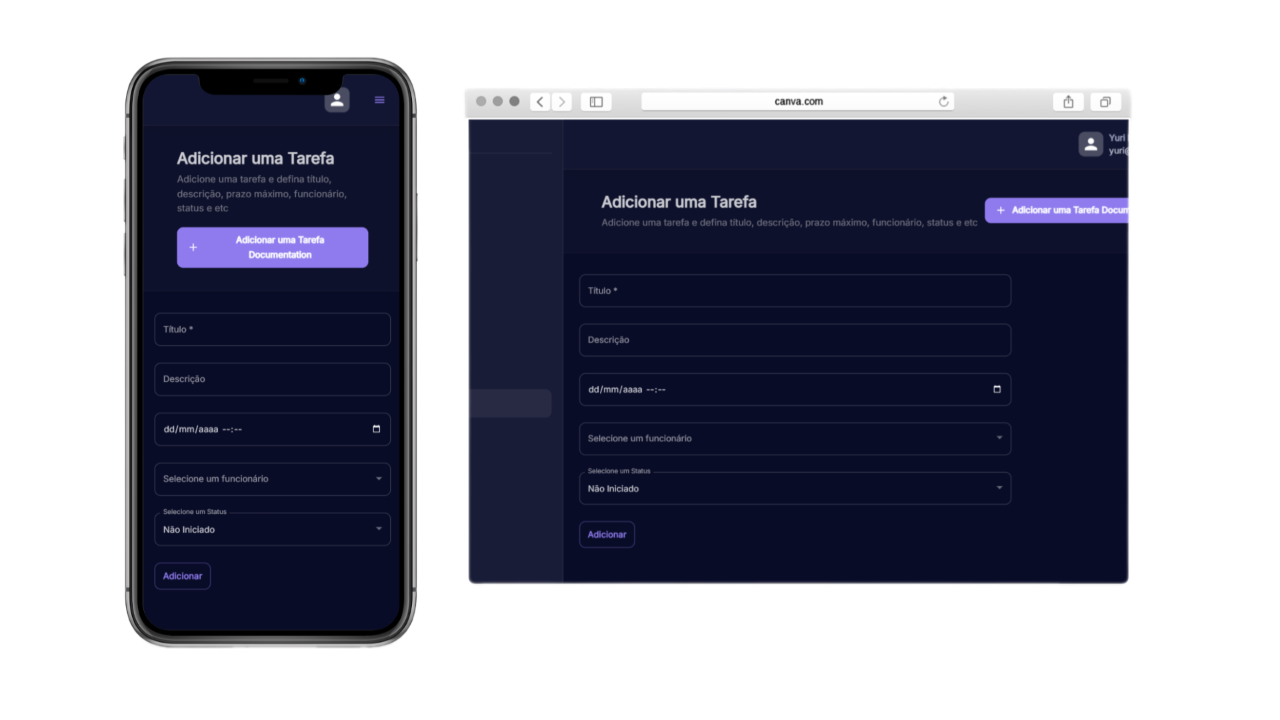 Adicionar uma Tarefa
Adicione uma tarefa e defina título,
descrição, prazo máximo, funcionário,
status e etc
+ Adicionar uma Tarefa
Documentation
Título *
Descrição
dd/mm/aaaa --:--
Selecione um funcionário
Selecione um Status
Não Iniciado
Adicionar
canva.com
Yuri
yuri@
Adicionar uma Tarefa
Adicione uma tarefa e defina título, descrição, prazo máximo, funcionário, status e etc
+ Adicionar uma Tarefa Docum
Título *
Descrição
dd/mm/aaaa --:--
Selecione um funcionário
Selecione um Status
Não Iniciado
Adicionar